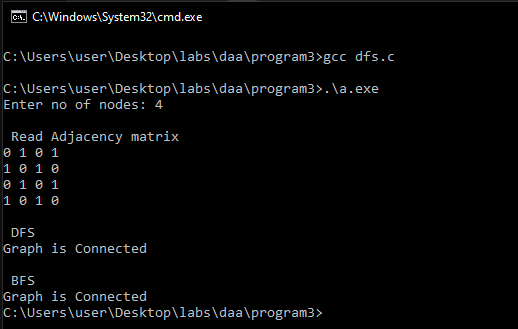 C:\Windows\System32\cmd.exe
C:\Users\user\Desktop\labs\daa\program3>gcc dfs.c
C:\Users\user\Desktop\labs\daa\program3>.\a.exe
Enter no of nodes: 4
Read Adjacency matrix
0 1 0 1
1 0 1 0
0 1 0 1
1 0 1 0
DFS
Graph is Connected
BFS
Graph is Connected
C:\Users\user\Desktop\labs\daa\program3>